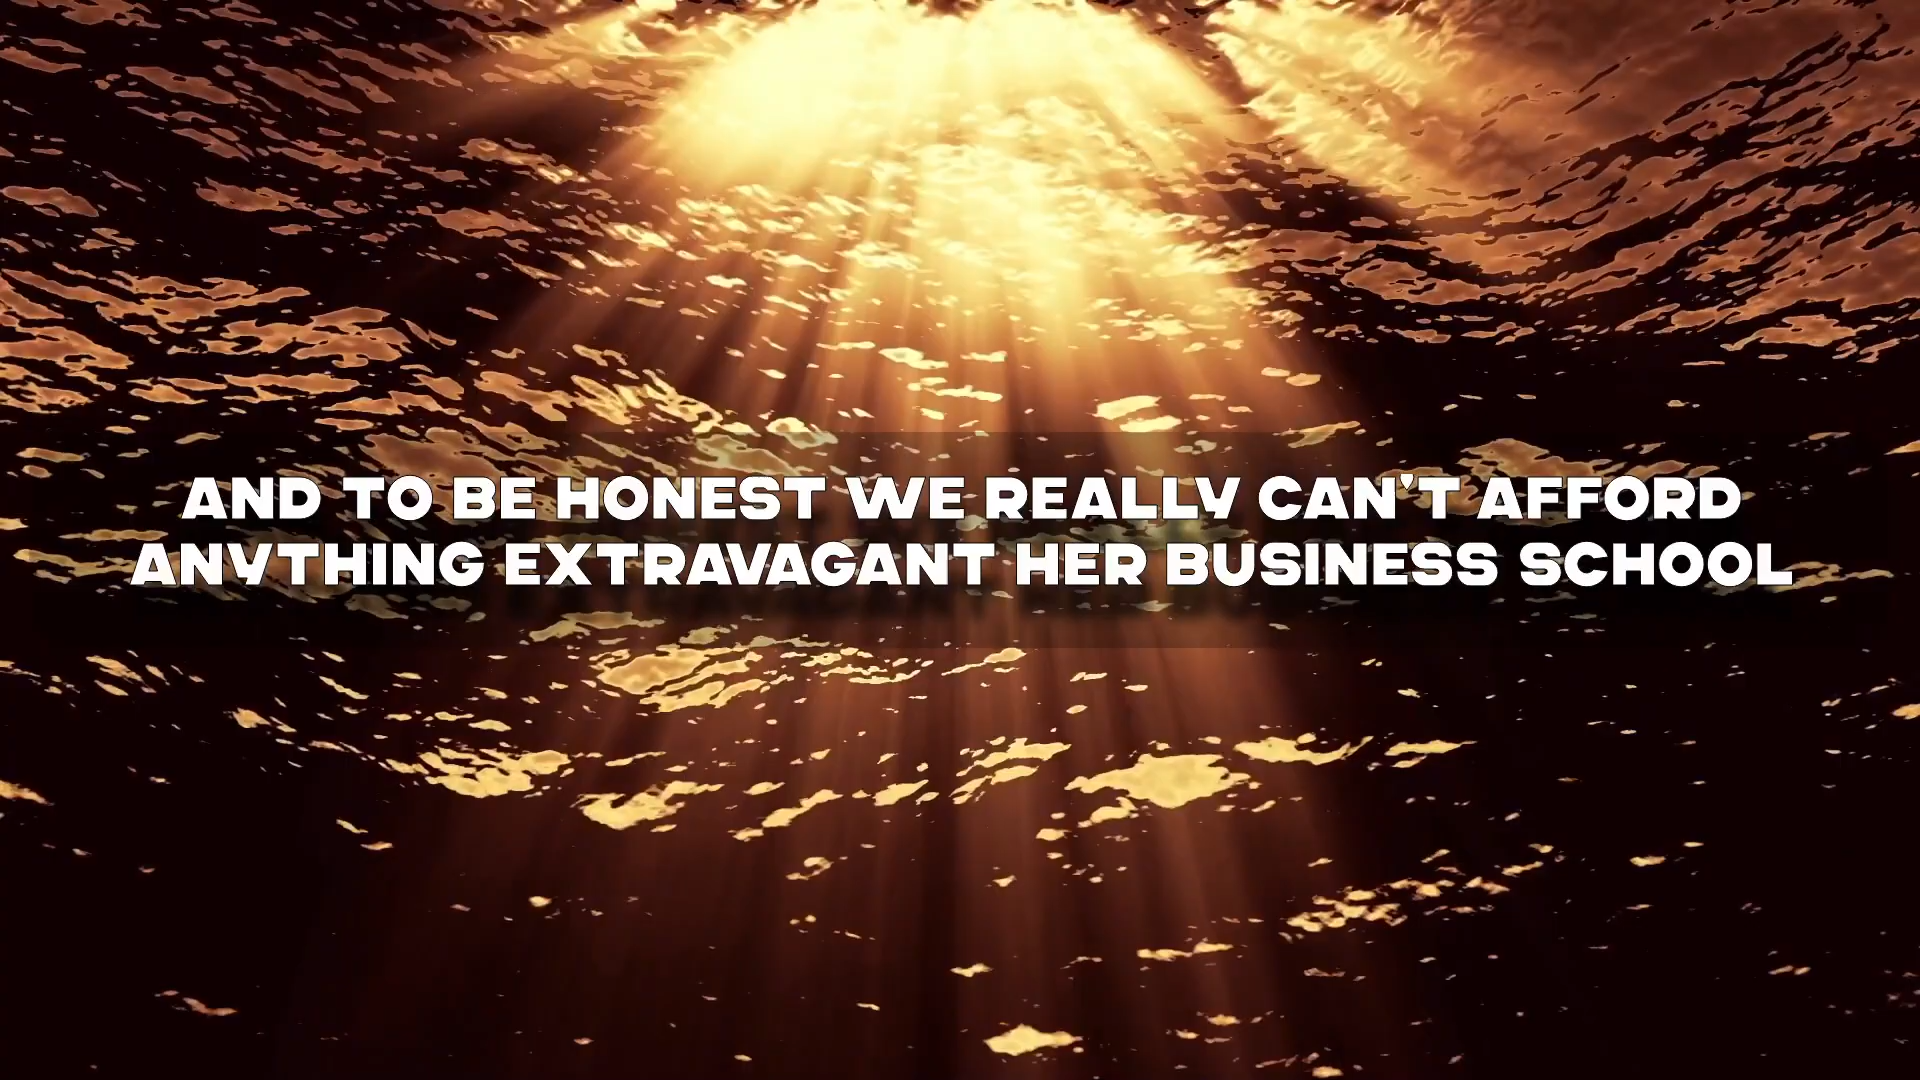 AND TO BE HONEST WE REALLY CAN'T AFFORD
ANYTHING EXTRAVAGANT HER BUSINESS SCHOOL